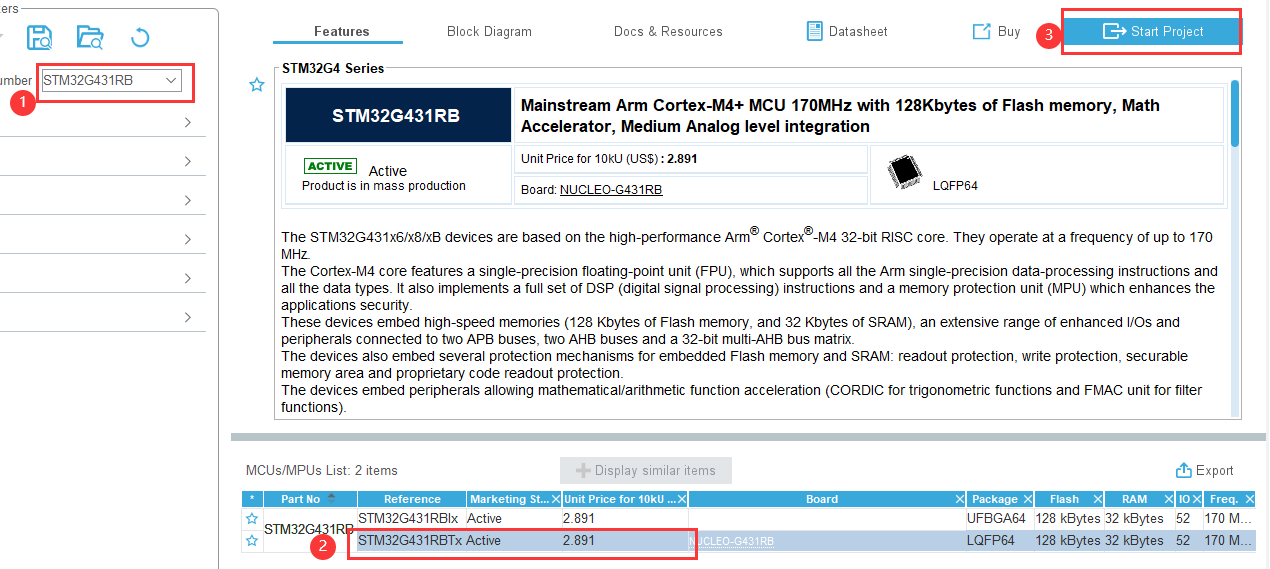 ters
Features
Block Diagram
Docs & Resources
Datasheet
Buy
3
Start Project
umber
STM32G431RB
1
STM32G4 Series
STM32G431RB
Mainstream Arm Cortex-M4+ MCU 170MHz with 128Kbytes of Flash memory, Math
Accelerator, Medium Analog level integration
ACTIVE
Active
Product is in mass production
Unit Price for 10kU (US$) : 2.891
Board: NUCLEO-G431RB
LQFP64
The STM32G431x6/x8/xB devices are based on the high-performance Arm® Cortex®-M4 32-bit RISC core. They operate at a frequency of up to 170
MHz.
The Cortex-M4 core features a single-precision floating-point unit (FPU), which supports all the Arm single-precision data-processing instructions and
all the data types. It also implements a full set of DSP (digital signal processing) instructions and a memory protection unit (MPU) which enhances the
applications security.
These devices embed high-speed memories (128 Kbytes of Flash memory, and 32 Kbytes of SRAM), an extensive range of enhanced I/Os and
peripherals connected to two APB buses, two AHB buses and a 32-bit multi-AHB bus matrix.
The devices also embed several protection mechanisms for embedded Flash memory and SRAM: readout protection, write protection, securable
memory area and proprietary code readout protection.
The devices embed peripherals allowing mathematical/arithmetic function acceleration (CORDIC for trigonometric functions and FMAC unit for filter
functions).
MCUs/MPUs List: 2 items
Display similar items
Export
* Part No Reference Marketing St... Unit Price for 10kU ... Board Package Flash RAM IO Freq.
STM32G431RB
STM32G431RBIx Active 2.891 UFBGA64 128 kBytes 32 kBytes 52 170 M...
2
STM32G431RBTx Active 2.891 NUCLEO-G431RB LQFP64 128 kBytes 32 kBytes 52 170 M...